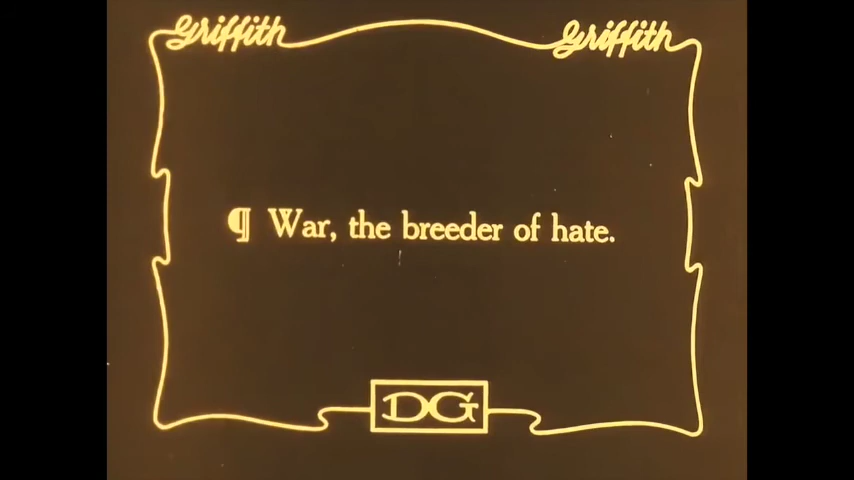 Griffith Griffith
¶ War, the breeder of hate.
DG